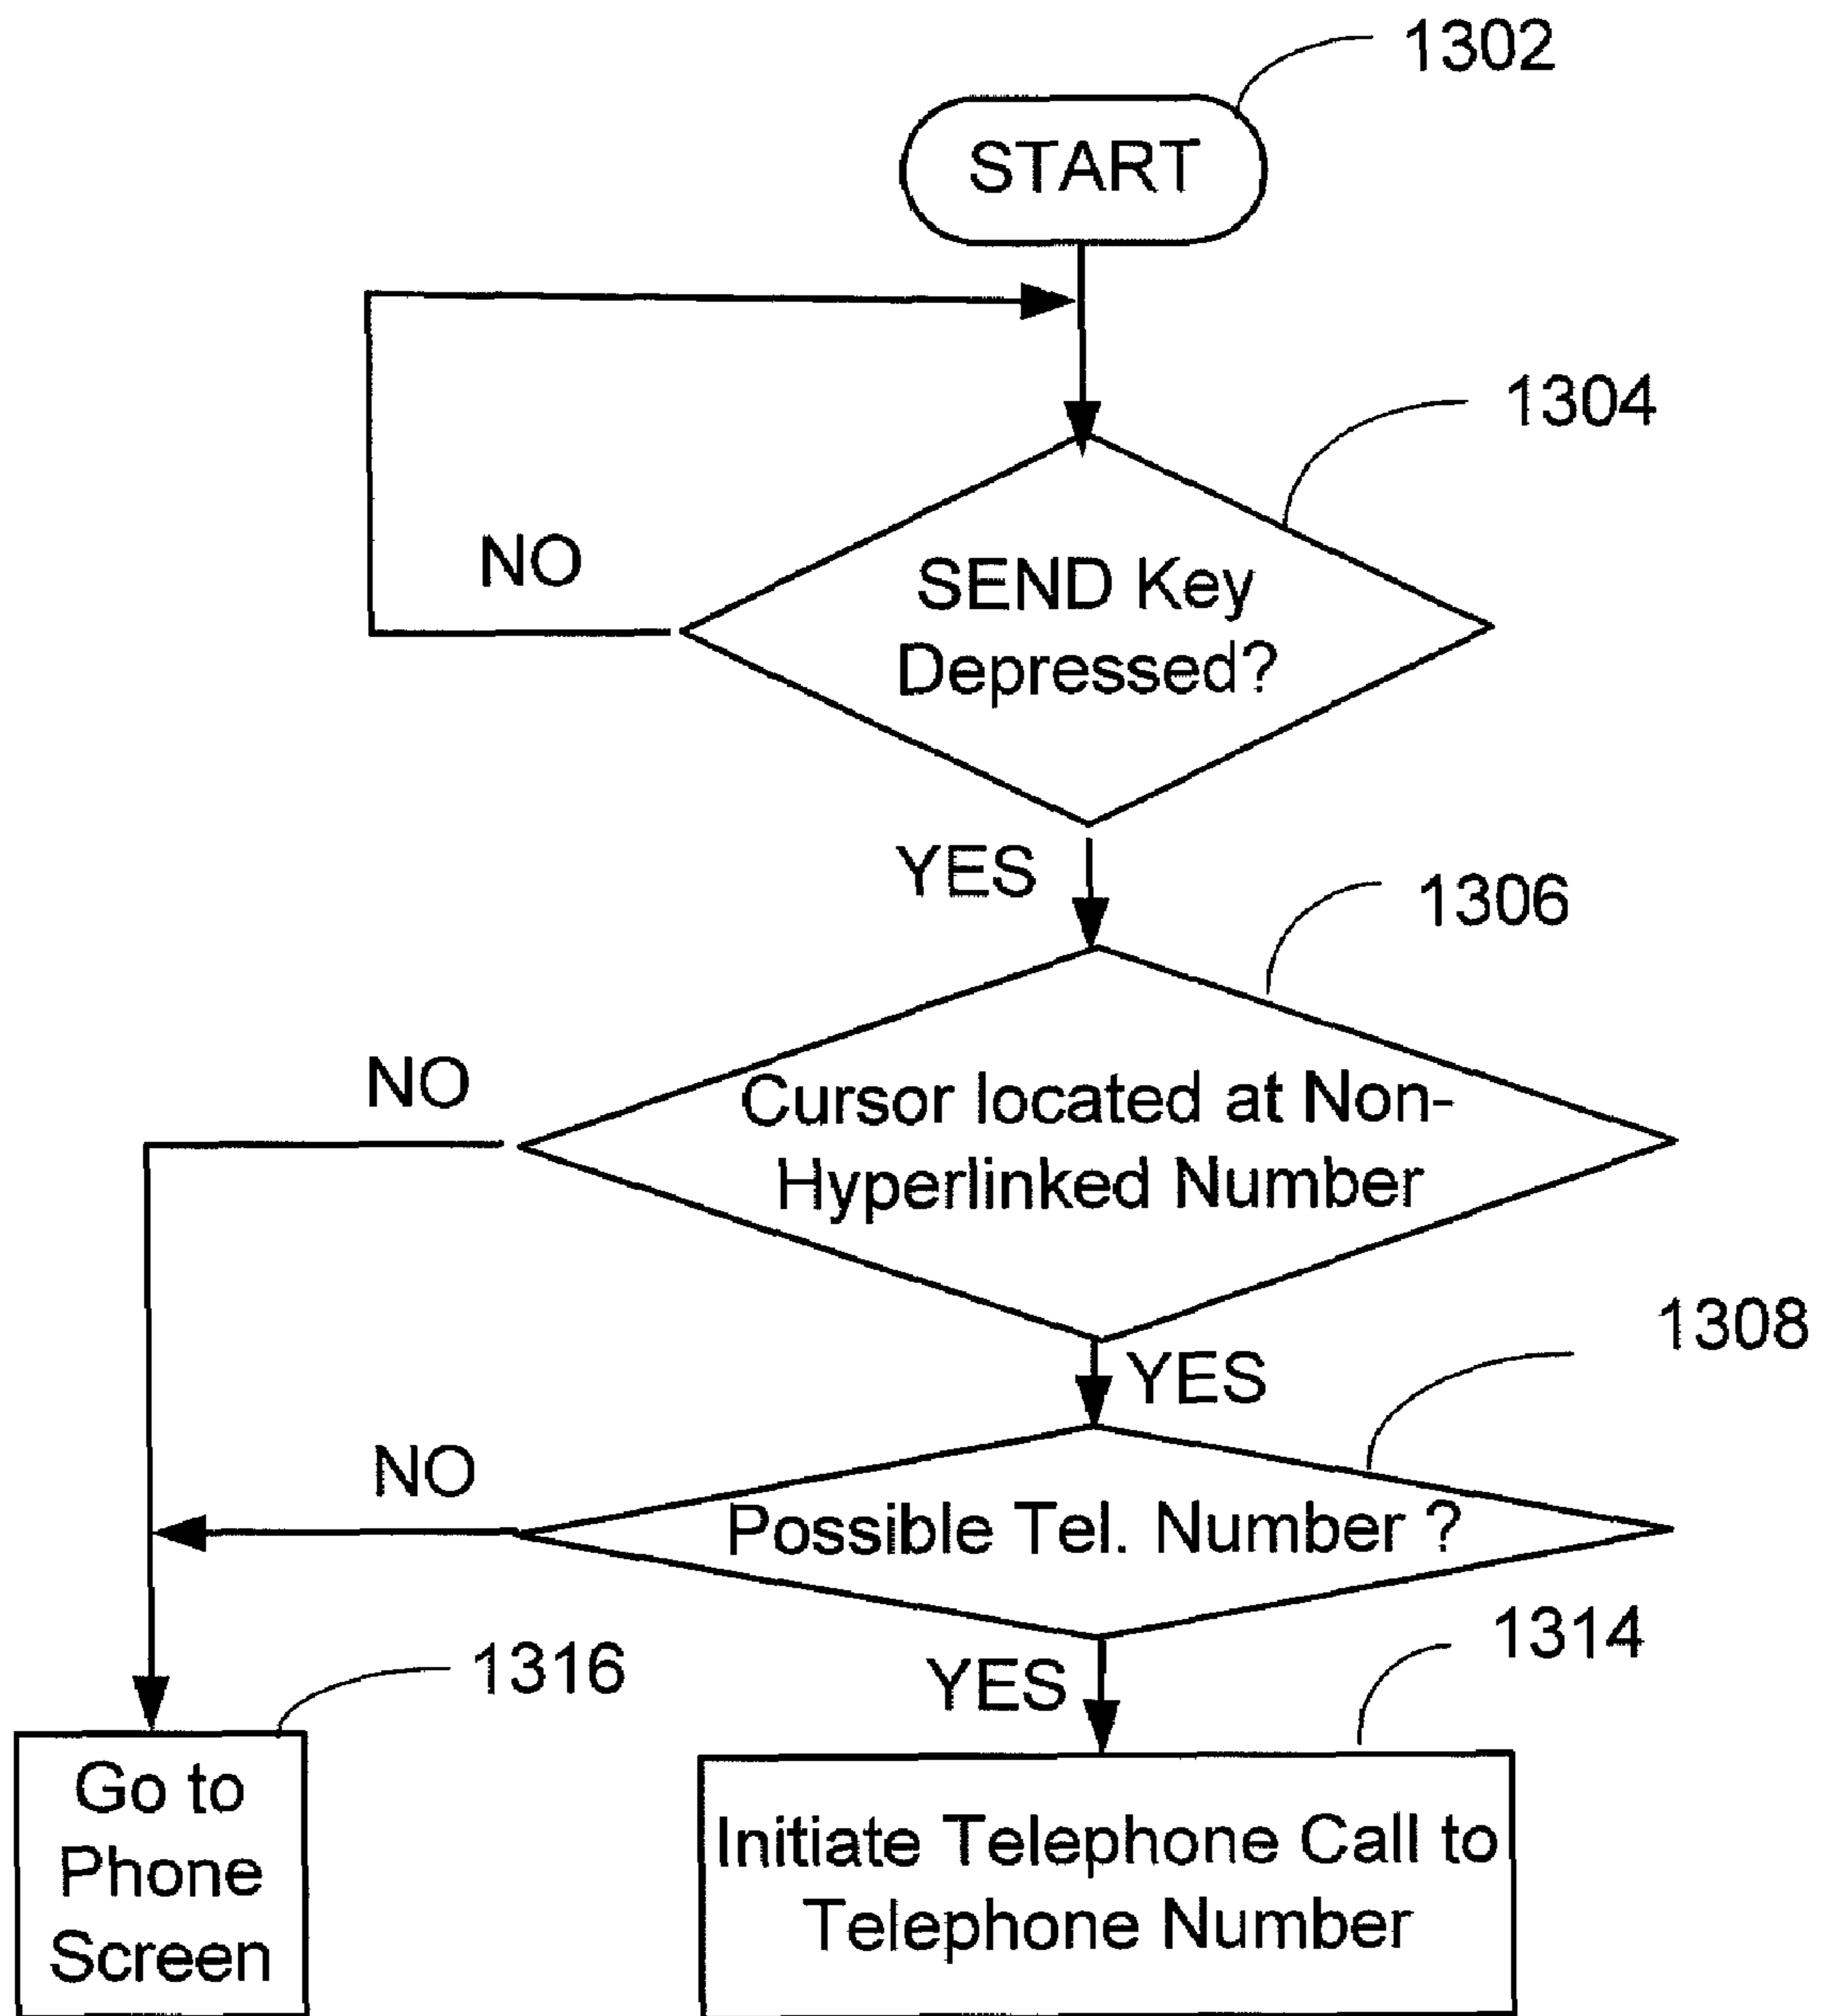 1302
START
1304
NO
SEND Key
Depressed?
YES
1306
NO
Cursor located at Non-
Hyperlinked Number
1308
YES
NO
Possible Tel. Number ?
1314
1316
YES
Go to
Phone
Screen
Initiate Telephone Call to
Telephone Number